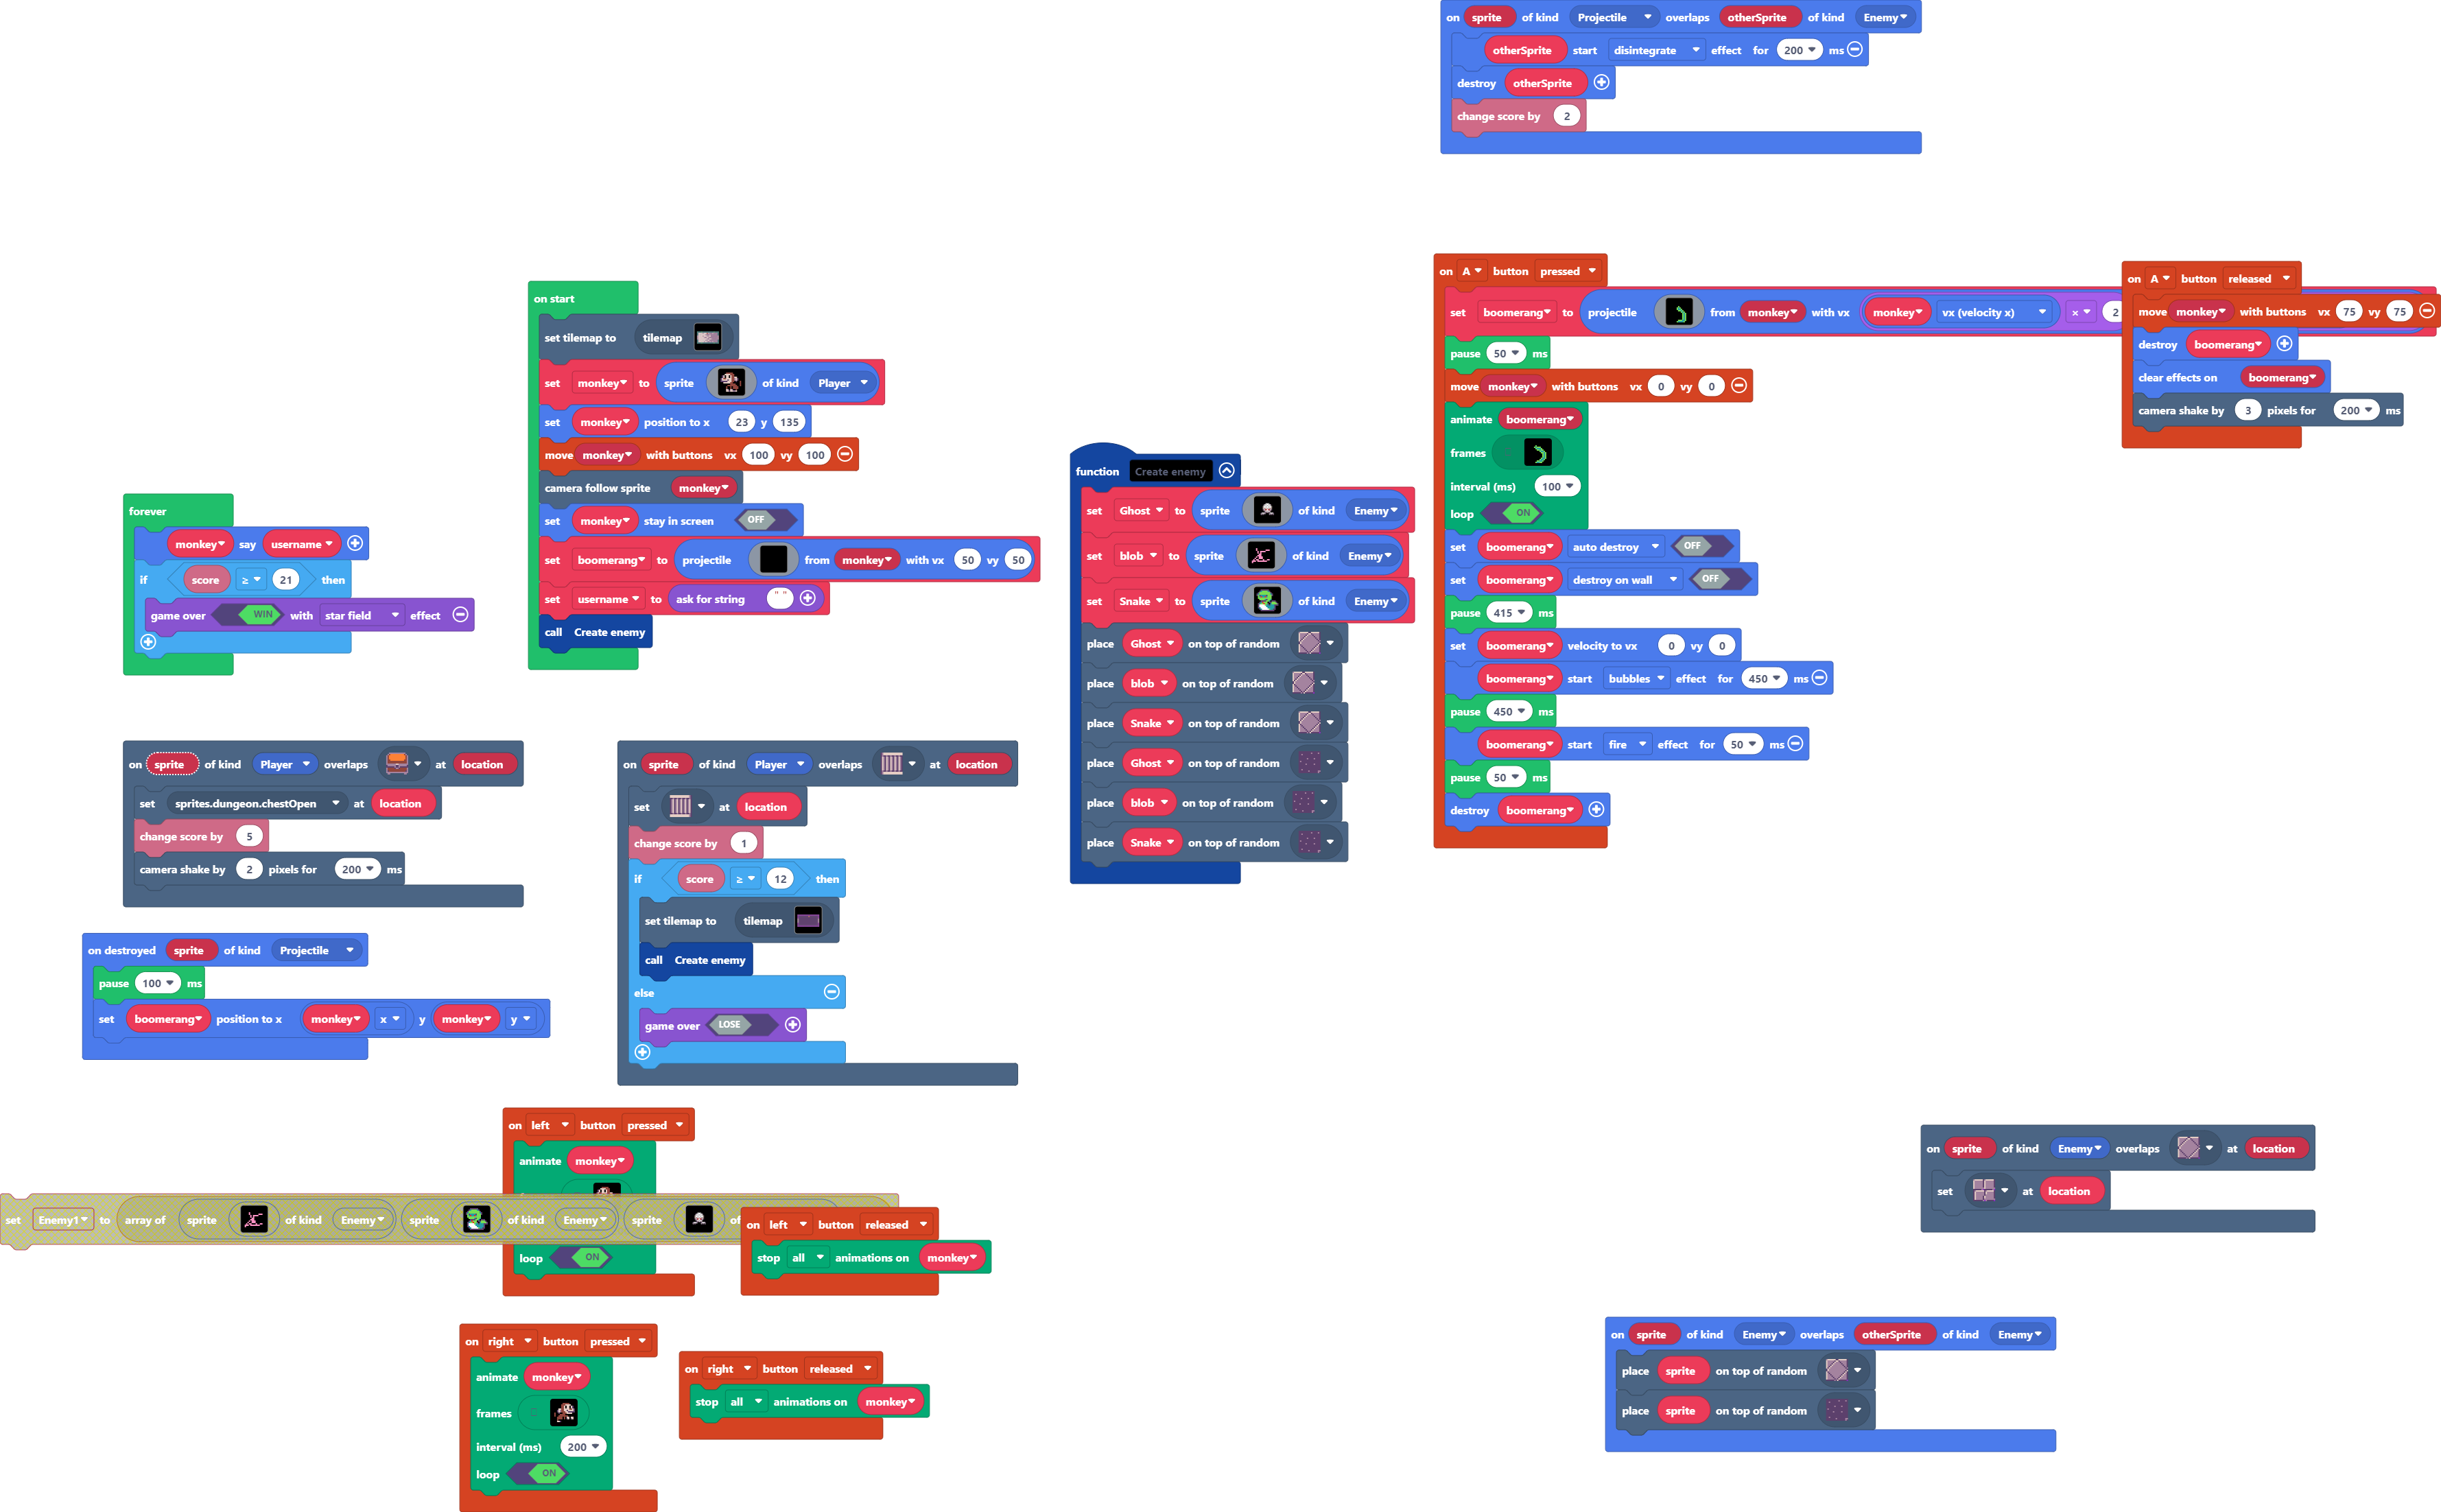 on sprite of kind Projectile overlaps otherSprite of kind Enemy
otherSprite start disintegrate effect for 200 ms
destroy otherSprite
change score by 2
on start
set tilemap to tilemap
set monkey to sprite of kind Player
set monkey position to x 23 y 135
move monkey with buttons vx 100 vy 100
camera follow sprite monkey
set monkey stay in screen OFF
set boomerang to projectile from monkey with vx 50 vy 50
set username to ask for string " "
call Create enemy
forever
monkey say username
if score ≥ 21 then
game over WIN with star field effect
function Create enemy
set Ghost to sprite of kind Enemy
set blob to sprite of kind Enemy
set Snake to sprite of kind Enemy
place Ghost on top of random
place blob on top of random
place Snake on top of random
place Ghost on top of random
place blob on top of random
place Snake on top of random
on A button pressed
set boomerang to projectile from monkey with vx monkey vx (velocity x) × 2
pause 50 ms
move monkey with buttons vx 0 vy 0
animate boomerang
frames
interval (ms) 100
loop ON
set boomerang auto destroy OFF
set boomerang destroy on wall OFF
pause 415 ms
set boomerang velocity to vx 0 vy 0
boomerang start bubbles effect for 450 ms
pause 450 ms
boomerang start fire effect for 50 ms
pause 50 ms
destroy boomerang
on A button released
move monkey with buttons vx 75 vy 75
destroy boomerang
clear effects on boomerang
camera shake by 3 pixels for 200 ms
on sprite of kind Player overlaps at location
set sprites.dungeon.chestOpen at location
change score by 5
camera shake by 2 pixels for 200 ms
on sprite of kind Player overlaps at location
set at location
change score by 1
if score ≥ 12 then
set tilemap to tilemap
call Create enemy
else
game over LOSE
on destroyed sprite of kind Projectile
pause 100 ms
set boomerang position to x monkey x y monkey y
on left button pressed
animate monkey
loop ON
set Enemy1 to array of sprite of kind Enemy sprite of kind Enemy sprite
on left button released
stop all animations on monkey
on right button pressed
animate monkey
frames
interval (ms) 200
loop ON
on right button released
stop all animations on monkey
on sprite of kind Enemy overlaps at location
set at location
on sprite of kind Enemy overlaps otherSprite of kind Enemy
place sprite on top of random
place sprite on top of random